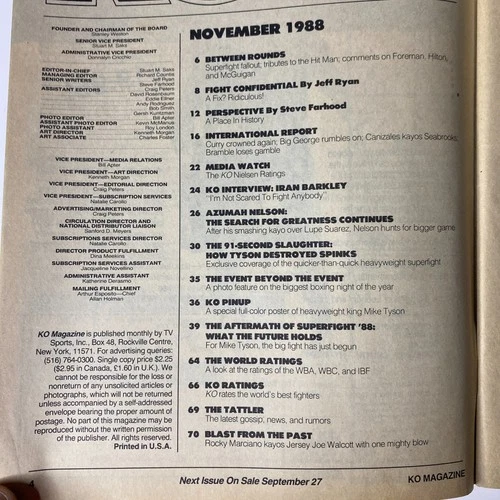 KO
FOUNDER AND CHAIRMAN OF THE BOARD
Stanley Weston
SENIOR VICE PRESIDENT
Stuart M. Saks
ADMINISTRATIVE VICE PRESIDENT
Donnalyn Chicchio
EDITOR-IN-CHIEF Stuart M. Saks
MANAGING EDITOR Richard Countis
SENIOR WRITERS Jeff Ryan
Steve Farhood
ASSISTANT EDITORS Craig Peters
David Rosenbaum
Eddie Ellner
Andy Rodriguez
Bob Smith
Gersh Kuntzman
PHOTO EDITOR Bill Apter
ASSISTANT PHOTO EDITOR Kevin McManus
PHOTO ASSISTANT Roy London
ART DIRECTOR Kenneth Morgan
ART ASSOCIATE Charles Foster
VICE PRESIDENT—MEDIA RELATIONS
Bill Apter
VICE PRESIDENT—ART DIRECTION
Kenneth Morgan
VICE PRESIDENT—EDITORIAL DIRECTION
Craig Peters
VICE PRESIDENT—SUBSCRIPTION SERVICES
Natalie Carollo
ADVERTISING/MARKETING DIRECTOR
Craig Peters
CIRCULATION DIRECTOR AND
NATIONAL DISTRIBUTOR LIAISON
Sanford D. Meyers
SUBSCRIPTIONS SERVICES DIRECTOR
Natalie Carollo
DIRECTOR PRODUCT FULFILLMENT
Dina Meekins
SUBSCRIPTION SERVICES ASSISTANT
Jacqueline Novellino
ADMINISTRATIVE ASSISTANT
Katherine Derasmo
MAILING FULFILLMENT
Arthur Esposito—Chief
Allan Holman
KO Magazine is published monthly by TV
Sports, Inc., Box 48, Rockville Centre,
New York, 11571. For advertising queries:
(516) 764-0300. Single copy price $2.25
($2.95 in Canada, £1.60 in U.K.). We
cannot be responsible for the loss or
nonreturn of any unsolicited articles or
photographs, which will not be returned
unless accompanied by a self-addressed
envelope bearing the proper amount of
postage. No part of this magazine may be
reproduced without the written permission
of the publisher. All rights reserved.
Printed in U.S.A.
NOVEMBER 1988
6 BETWEEN ROUNDS
Superfight fallout, tributes to the Hit Man; comments on Foreman, Hilton,
and McGuigan
8 FIGHT CONFIDENTIAL By Jeff Ryan
A Fix? Ridiculous!
12 PERSPECTIVE By Steve Farhood
A Place In History
16 INTERNATIONAL REPORT
Curry crowned again; Big George rumbles on; Canizales kayos Seabrooks;
Bramble loses gamble
22 MEDIA WATCH
The KO Nielsen Ratings
24 KO INTERVIEW: IRAN BARKLEY
"I'm Not Scared To Fight Anybody"
26 AZUMAH NELSON:
THE SEARCH FOR GREATNESS CONTINUES
After his smashing kayo over Lupe Suarez, Nelson hunts for bigger game
30 THE 91-SECOND SLAUGHTER:
HOW TYSON DESTROYED SPINKS
Exclusive coverage of the quicker-than-quick heavyweight superfight
35 THE EVENT BEYOND THE EVENT
A photo feature on the biggest boxing night of the year
36 KO PINUP
A special full-color poster of heavyweight king Mike Tyson
39 THE AFTERMATH OF SUPERFIGHT '88:
WHAT THE FUTURE HOLDS
For Mike Tyson, the big fight has just begun
64 THE WORLD RATINGS
A look at the ratings of the WBA, WBC, and IBF
66 KO RATINGS
KO rates the world's best fighters
69 THE TATTLER
The latest gossip, news, and rumors
70 BLAST FROM THE PAST
Rocky Marciano kayos Jersey Joe Walcott with one mighty blow
Next Issue On Sale September 27
KO MAGAZINE